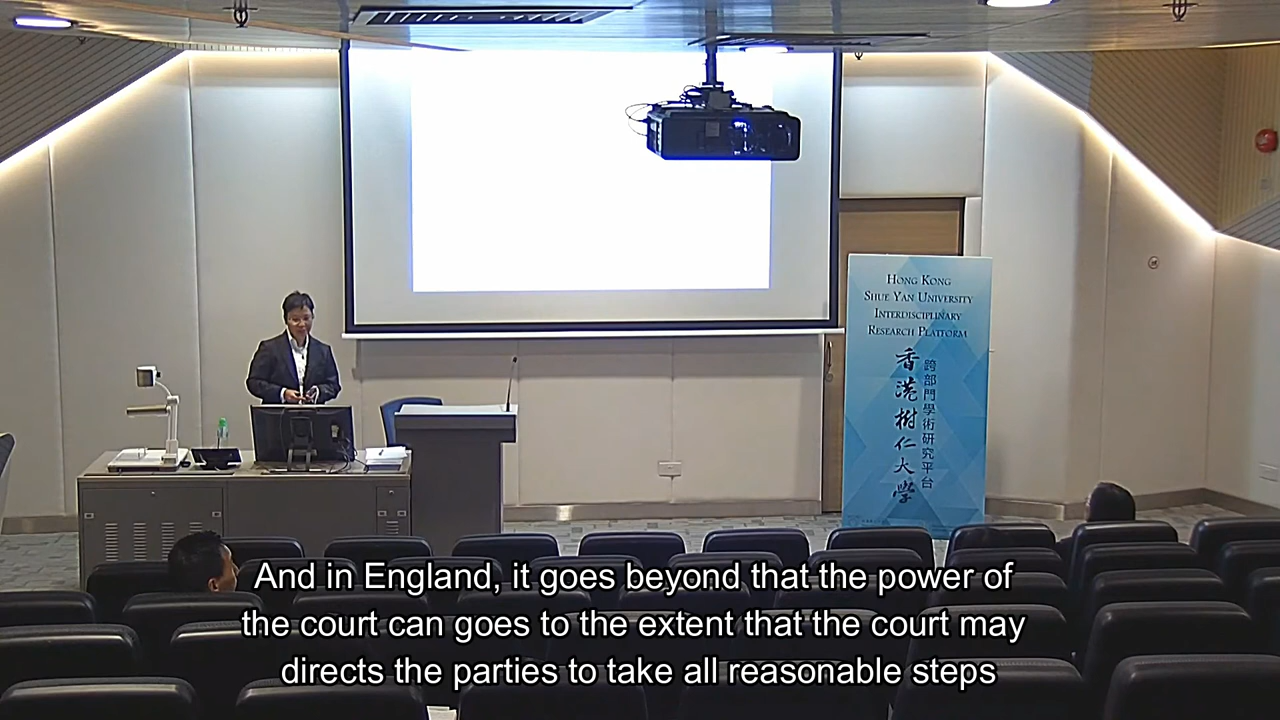 HONG KONG
SHUE YAN UNIVERSITY
INTERDISCIPLINARY
RESEARCH PLATFORM
香港樹仁大學
跨部門學術研究平台
And in England, it goes beyond that the power of
the court can goes to the extent that the court may
directs the parties to take all reasonable steps